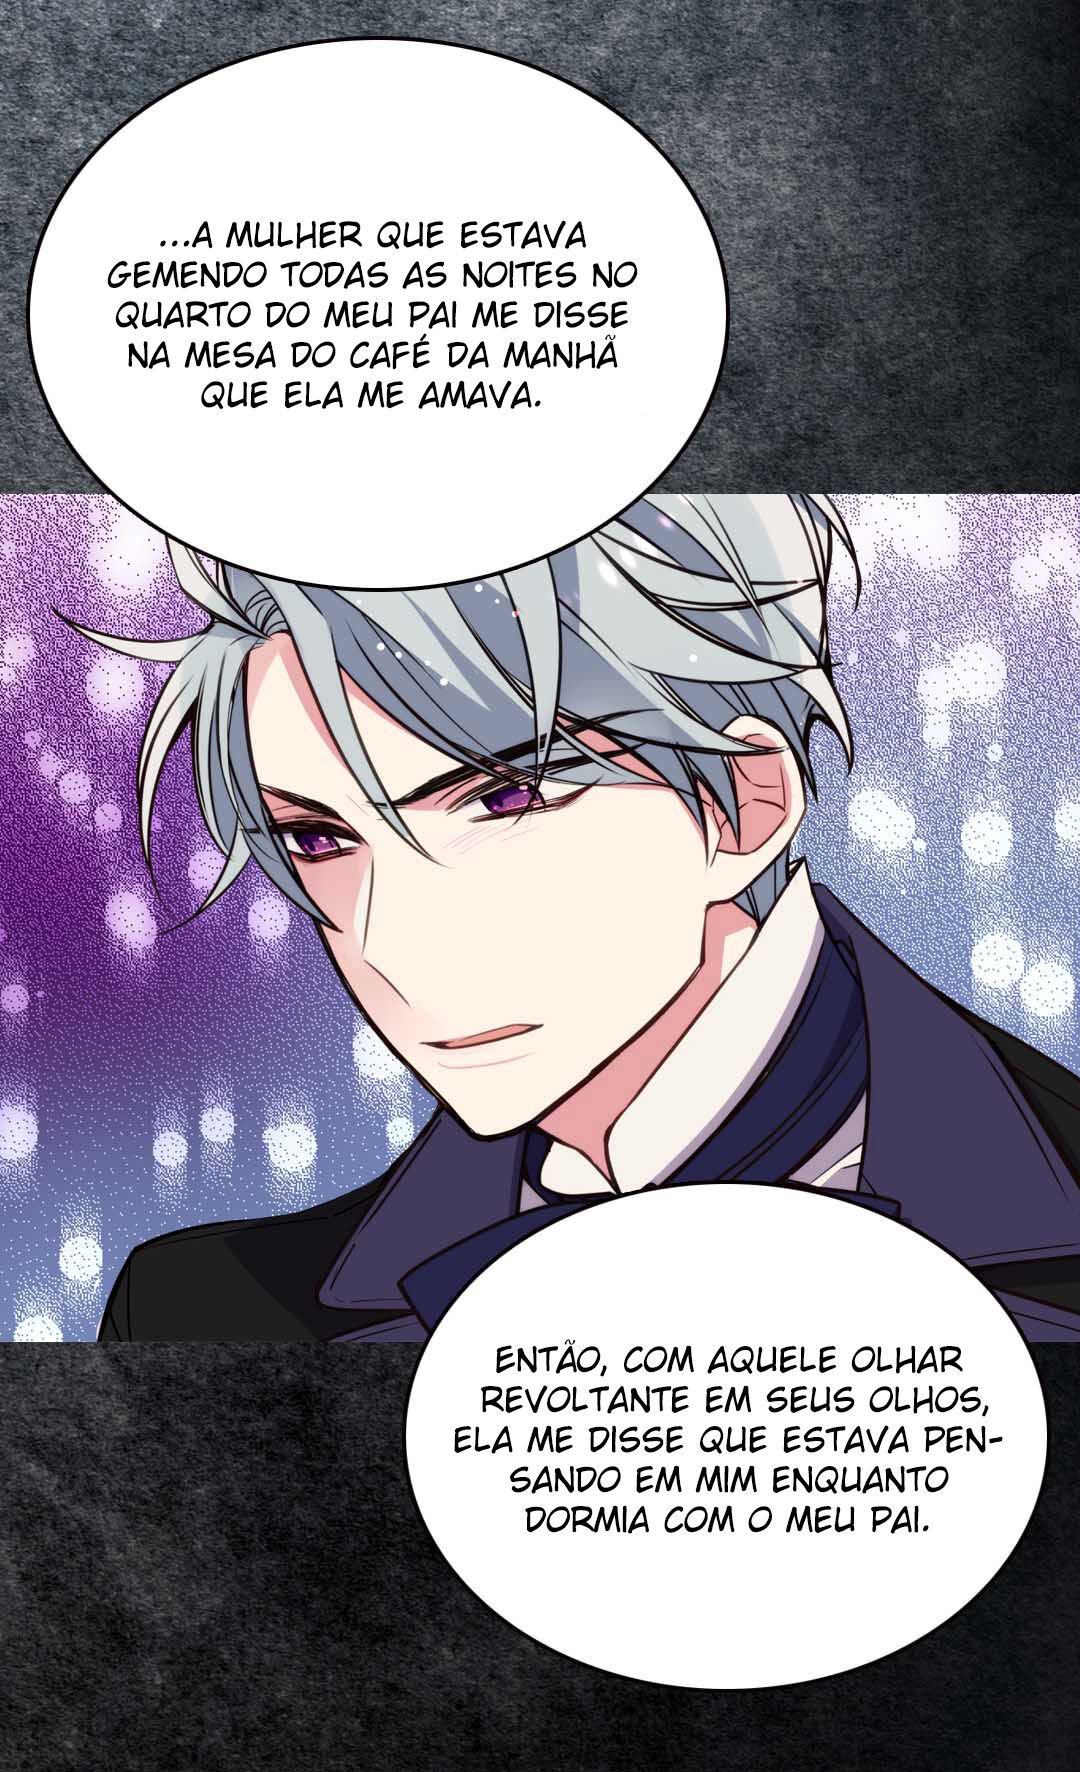 ...A MULHER QUE ESTAVA
GEMENDO TODAS AS NOITES NO
QUARTO DO MEU PAI ME DISSE
NA MESA DO CAFÉ DA MANHÃ
QUE ELA ME AMAVA.
ENTÃO, COM AQUELE OLHAR
REVOLTANTE EM SEUS OLHOS,
ELA ME DISSE QUE ESTAVA PEN-
SANDO EM MIM ENQUANTO
DORMIA COM O MEU PAI.